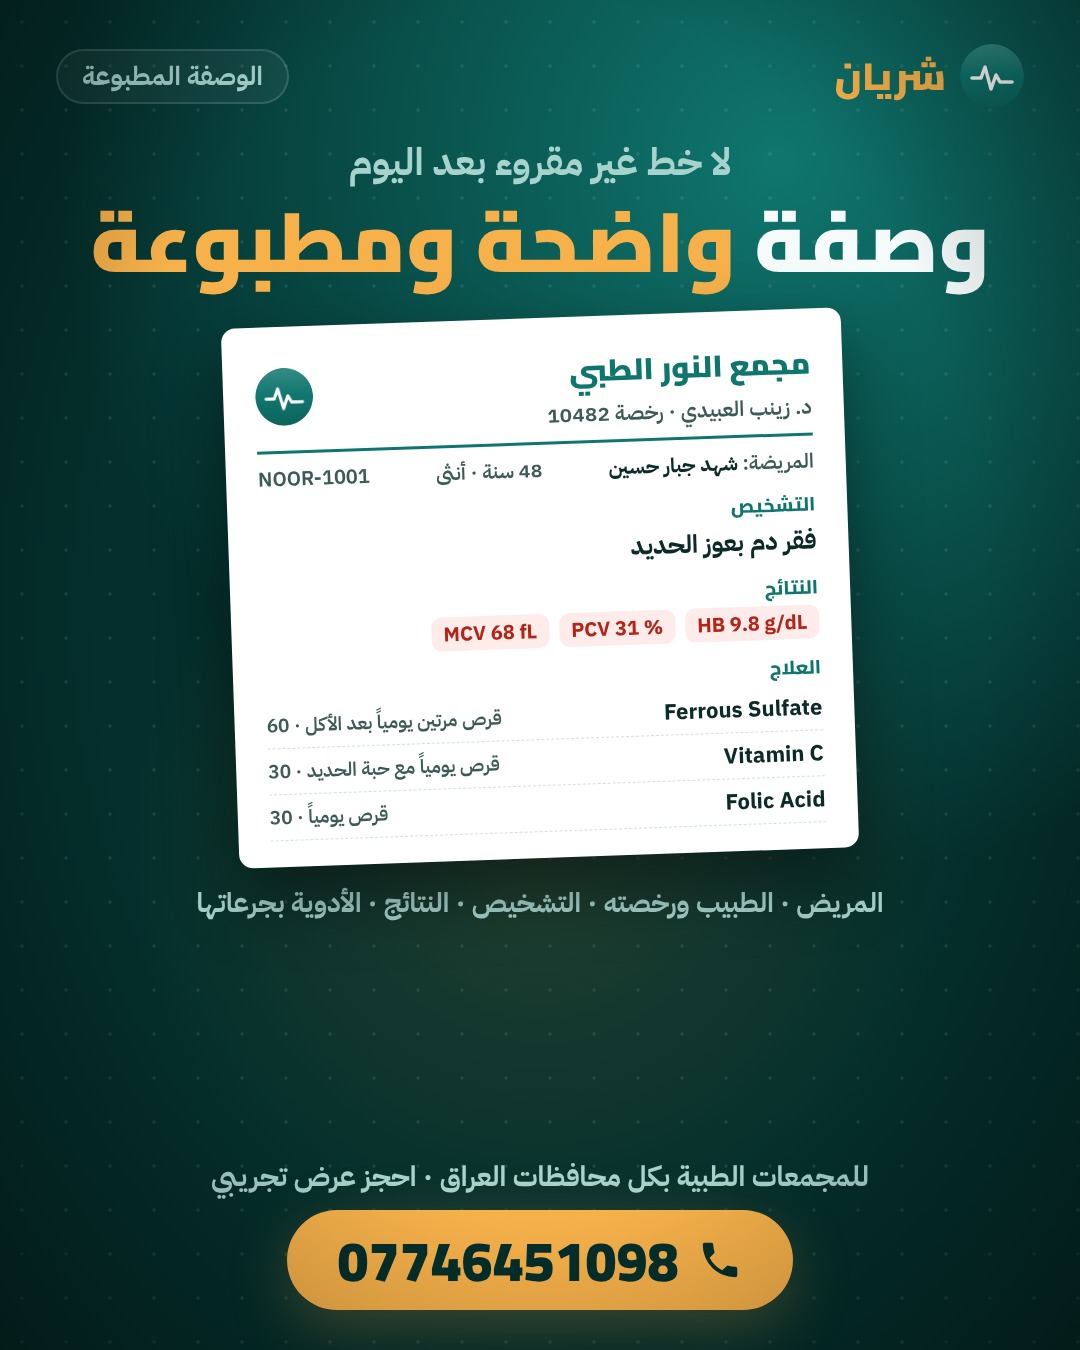 شريان
الوصفة المطبوعة
لا خط غير مقروء بعد اليوم
وصفة واضحة ومطبوعة
مجمع النور الطبي
د. زينب العبيدي · رخصة 10482
المريضة: شهد جبار حسين
48 سنة · أنثى
NOOR-1001
التشخيص
فقر دم بعوز الحديد
النتائج
HB 9.8 g/dL
PCV 31 %
MCV 68 fL
العلاج
Ferrous Sulfate
قرص مرتين يومياً بعد الأكل · 60
Vitamin C
قرص يومياً مع حبة الحديد · 30
Folic Acid
قرص يومياً · 30
المريض · الطبيب ورخصته · التشخيص · النتائج · الأدوية بجرعاتها
للمجمعات الطبية بكل محافظات العراق · احجز عرض تجريبي
07746451098